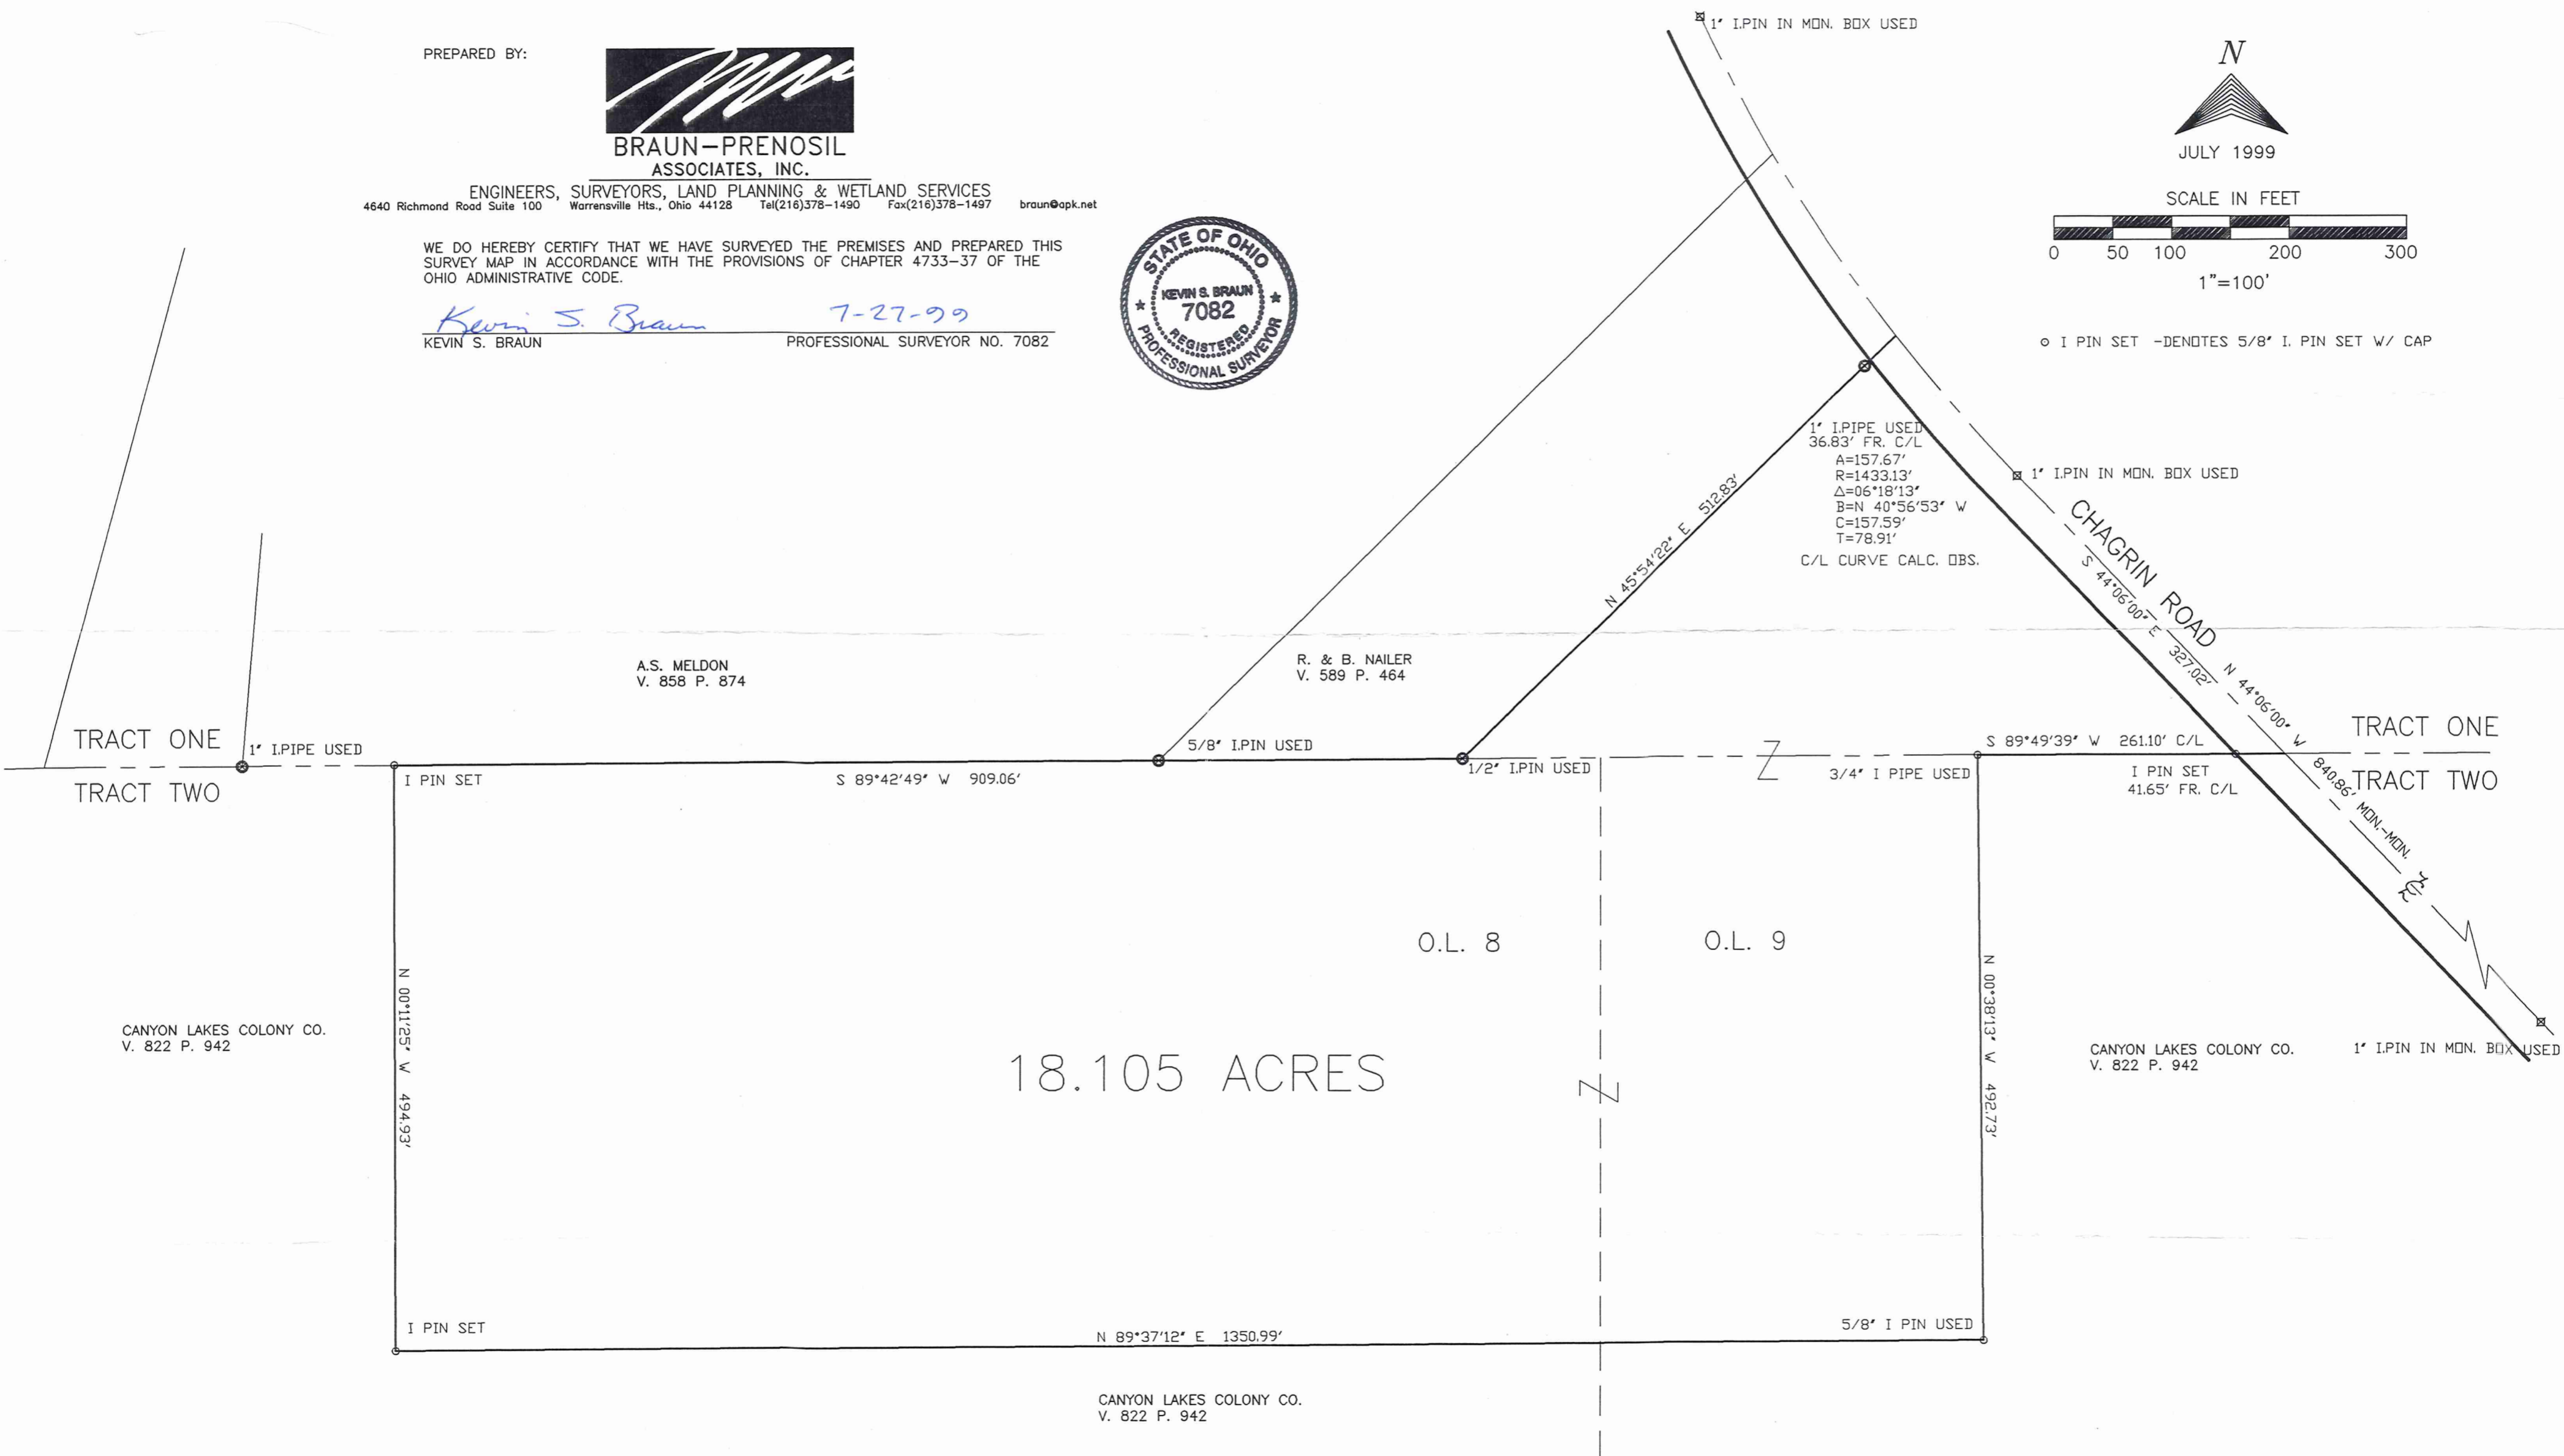 PREPARED BY:
BRAUN-PRENOSIL
ASSOCIATES, INC.
ENGINEERS, SURVEYORS, LAND PLANNING & WETLAND SERVICES
4640 Richmond Road Suite 100 Warrensville Hts., Ohio 44128 Tel(216)378-1490 Fax(216)378-1497 braun@apk.net
WE DO HEREBY CERTIFY THAT WE HAVE SURVEYED THE PREMISES AND PREPARED THIS
SURVEY MAP IN ACCORDANCE WITH THE PROVISIONS OF CHAPTER 4733-37 OF THE
OHIO ADMINISTRATIVE CODE.
Kevin S. Braun 7-27-99
KEVIN S. BRAUN PROFESSIONAL SURVEYOR NO. 7082
STATE OF OHIO
KEVIN S. BRAUN
7082
REGISTERED
PROFESSIONAL SURVEYOR
1" I.PIN IN MON. BOX USED
N
JULY 1999
SCALE IN FEET
0 50 100 200 300
1"=100'
I PIN SET -DENOTES 5/8" I. PIN SET W/ CAP
1" I.PIPE USED
36.83' FR. C/L
A=157.67'
R=1433.13'
Δ=06°18'13"
B=N 40°56'53" W
C=157.59'
T=78.91'
C/L CURVE CALC. OBS.
1" I.PIN IN MON. BOX USED
CHAGRIN ROAD
S 44°06'00" E 327.02'
N 44°06'00" W 840.86' MON.-MON.
N 45°54'22" E 512.83'
A.S. MELDON
V. 858 P. 874
R. & B. NAILER
V. 589 P. 464
TRACT ONE
1" I.PIPE USED
TRACT TWO
I PIN SET
S 89°42'49" W 909.06'
5/8" I.PIN USED
1/2" I.PIN USED
3/4" I PIPE USED
S 89°49'39" W 261.10' C/L
I PIN SET
41.65' FR. C/L
TRACT ONE
TRACT TWO
O.L. 8
O.L. 9
N 00°11'25" W 494.93'
N 00°38'13" W 492.73'
18.105 ACRES
CANYON LAKES COLONY CO.
V. 822 P. 942
CANYON LAKES COLONY CO.
V. 822 P. 942
1" I.PIN IN MON. BOX USED
I PIN SET
N 89°37'12" E 1350.99'
5/8" I PIN USED
CANYON LAKES COLONY CO.
V. 822 P. 942